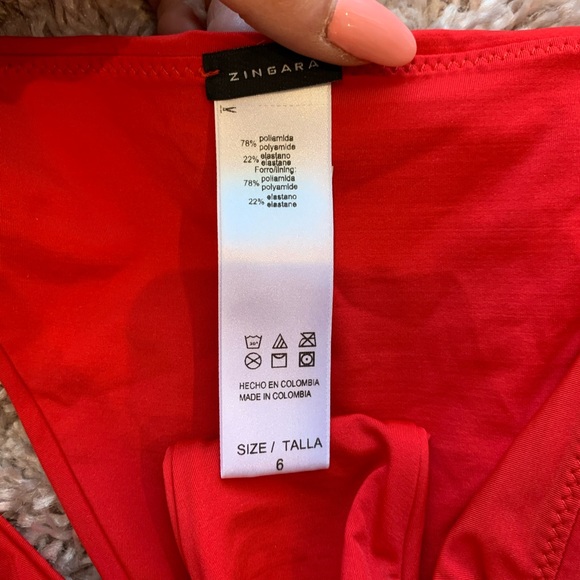 ZINGARA
78% poliamida
polyamide
22% elastano
elastane
Forro/lining:
78% poliamida
polyamide
22% elastano
elastane
HECHO EN COLOMBIA
MADE IN COLOMBIA
SIZE/ TALLA
6